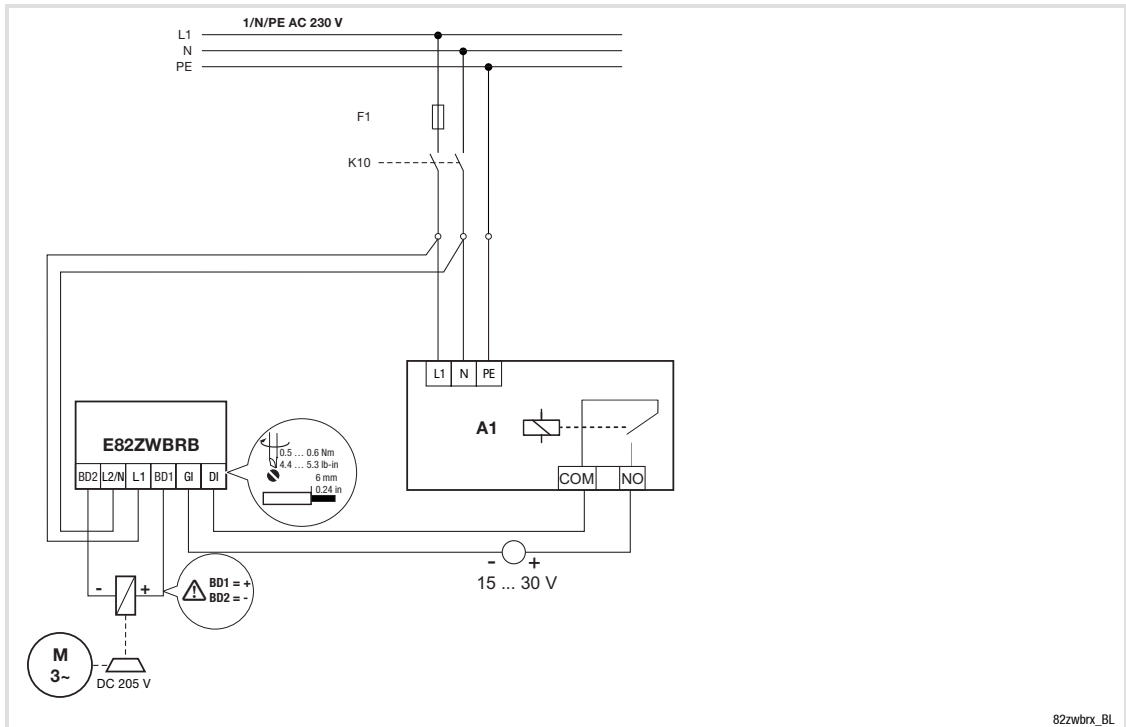 1/N/PE AC 230 V
L1
N
PE
F1
K10
L1 N PE
A1
COM NO
E82ZWBRB
BD2 L2/N L1 BD1 GI DI
0.5 ... 0.6 Nm
4.4 ... 5.3 lb-in
6 mm
0.24 in
- +
15 ... 30 V
- +
BD1 = +
BD2 = -
M
3~
DC 205 V
82zwbrx_BL